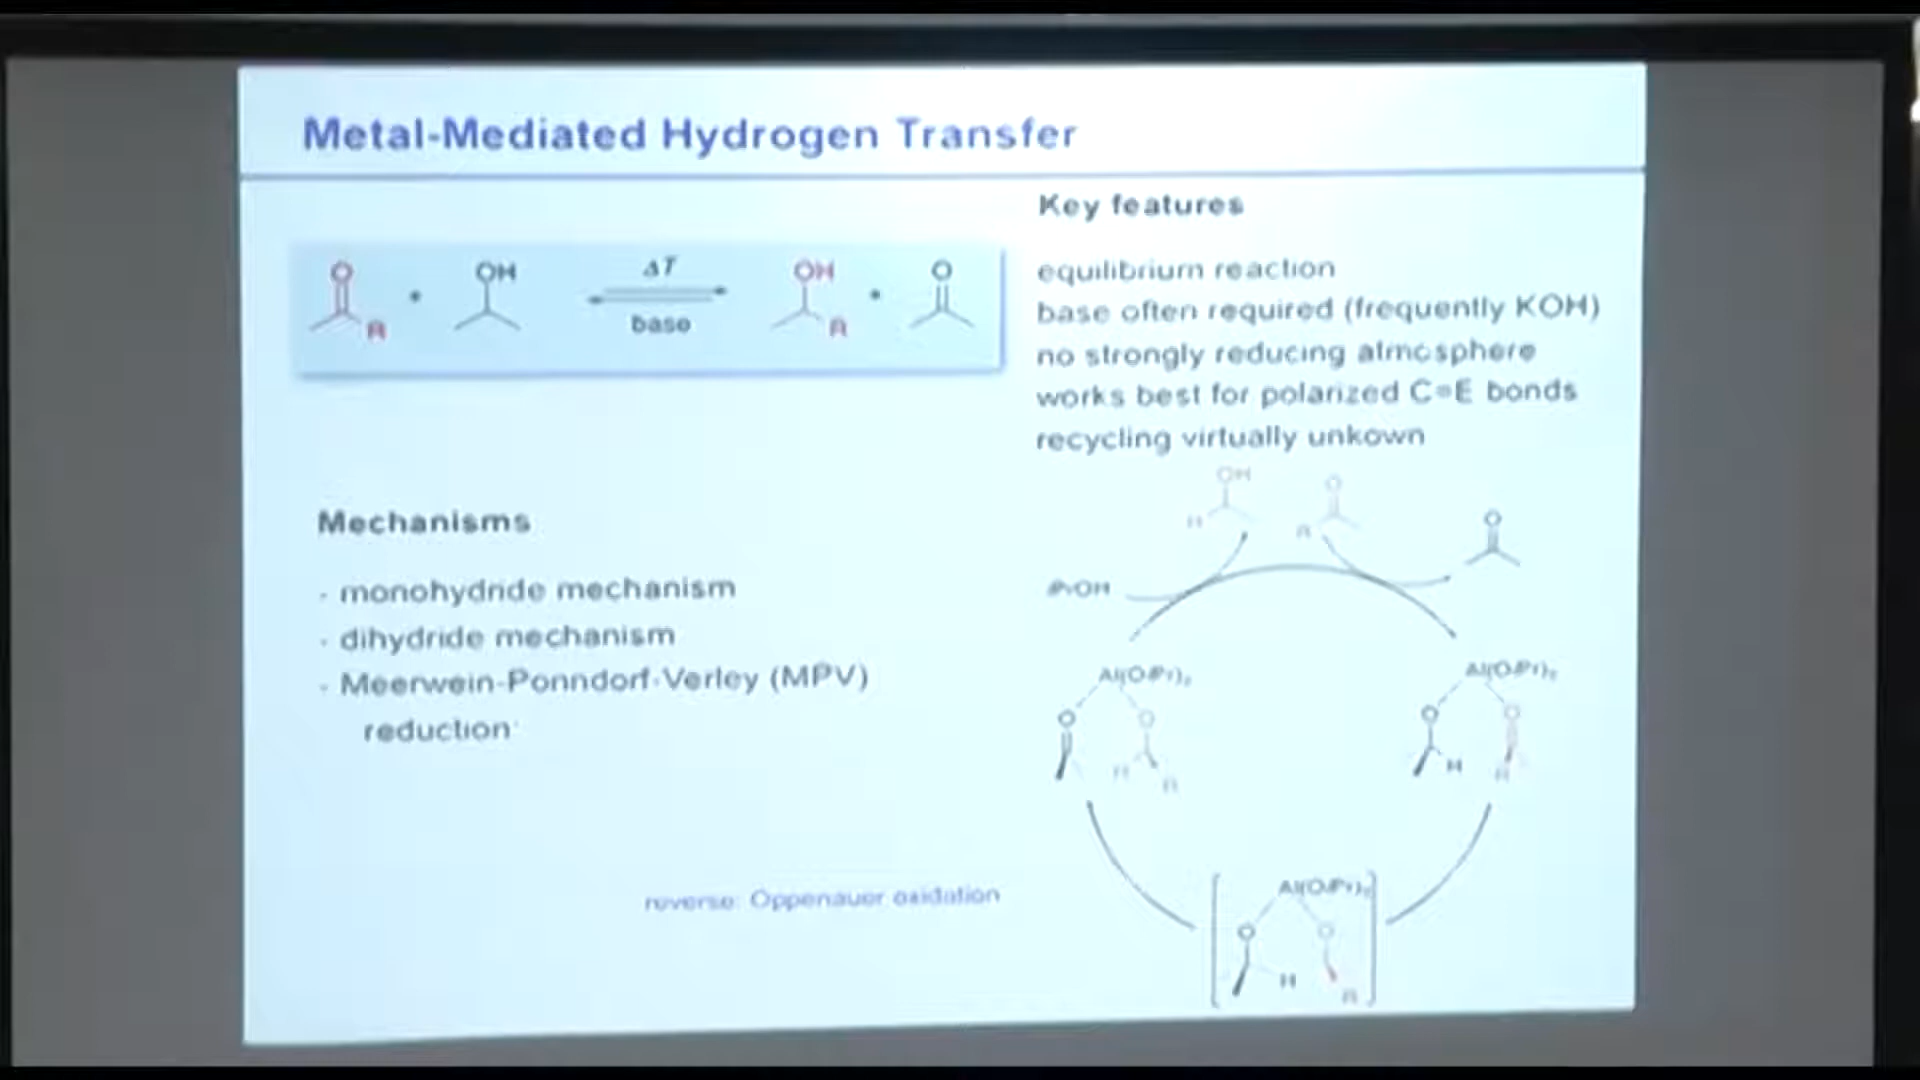 Metal-Mediated Hydrogen Transfer
O
R
OH
ΔT
base
OH
R
O
Key features
equilibrium reaction
base often required (frequently KOH)
no strongly reducing atmosphere
works best for polarized C=E bonds
recycling virtually unkown
Mechanisms
- monohydride mechanism
- dihydride mechanism
- Meerwein-Ponndorf-Verley (MPV)
reduction:
reverse: Oppenauer oxidation
OH
O
H
R
O
iPrOH
Al(OiPr)₂
Al(OiPr)₂
O
O
O
O
H
R
H
R
Al(OiPr)₂
O
O
H
R